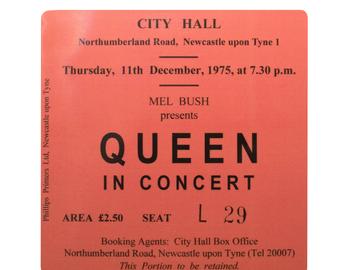 CITY HALL
Northumberland Road, Newcastle upon Tyne 1
Thursday, 11th December, 1975, at 7.30 p.m.
MEL BUSH
presents
QUEEN
IN CONCERT
AREA £2.50 SEAT L 29
Booking Agents: City Hall Box Office
Northumberland Road, Newcastle upon Tyne (Tel 20007)
This Portion to be retained.
Phillips Printers Ltd, Newcastle upon Tyne